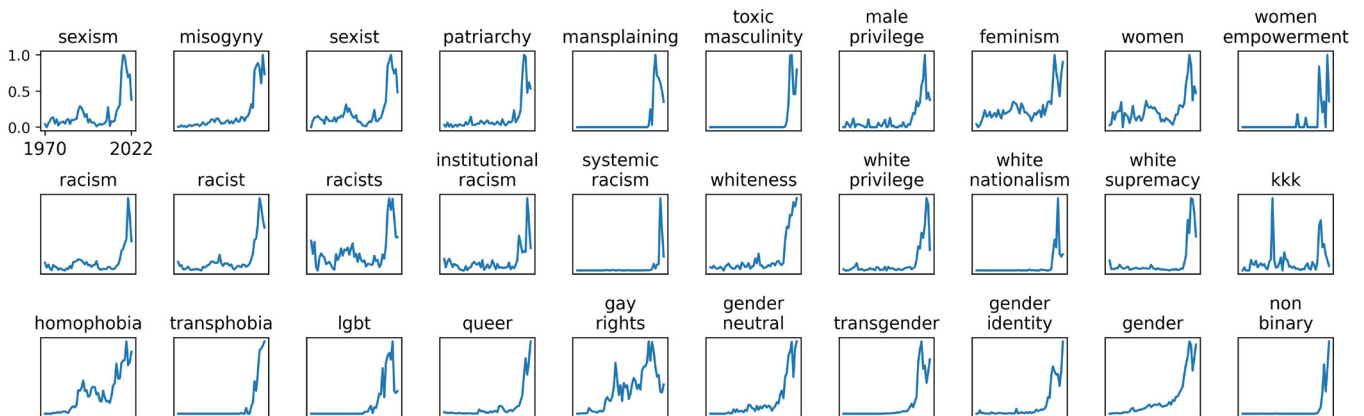 sexism
misogyny
sexist
patriarchy
mansplaining
toxic
masculinity
male
privilege
feminism
women
women
empowerment
1.0
0.5
0.0
1970 2022
racism
racist
racists
institutional
racism
systemic
racism
whiteness
white
privilege
white
nationalism
white
supremacy
kkk
homophobia
transphobia
lgbt
queer
gay
rights
gender
neutral
transgender
gender
identity
gender
non
binary